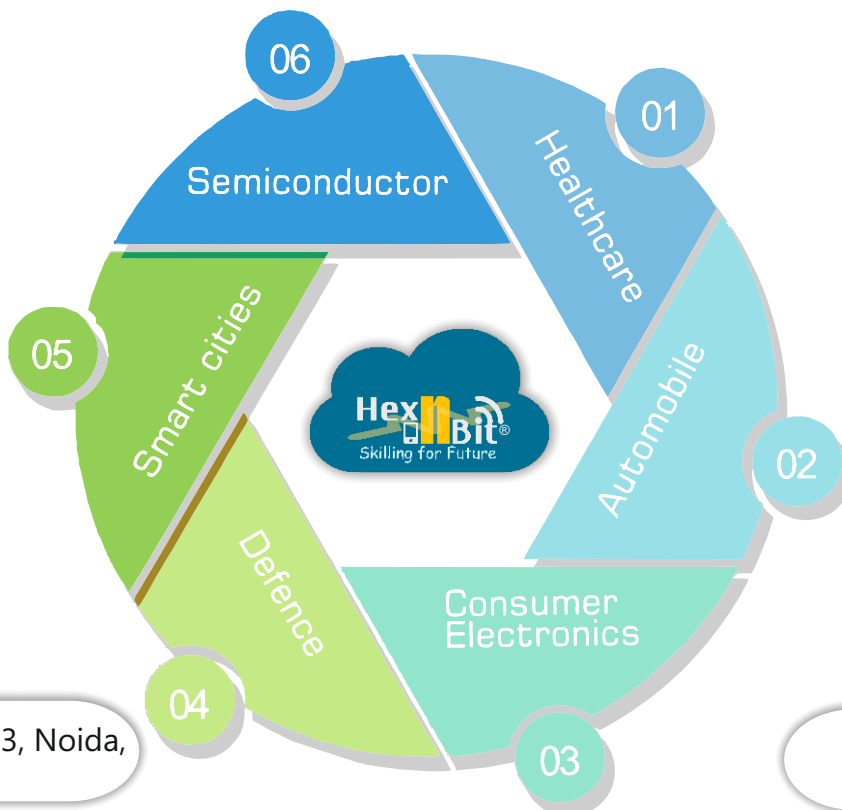 06
Semiconductor
01
Healthcare
02
Automobile
Consumer
Electronics
03
Defence
04
Smart cities
05
Hex n Bit®
Skilling for Future
3, Noida,